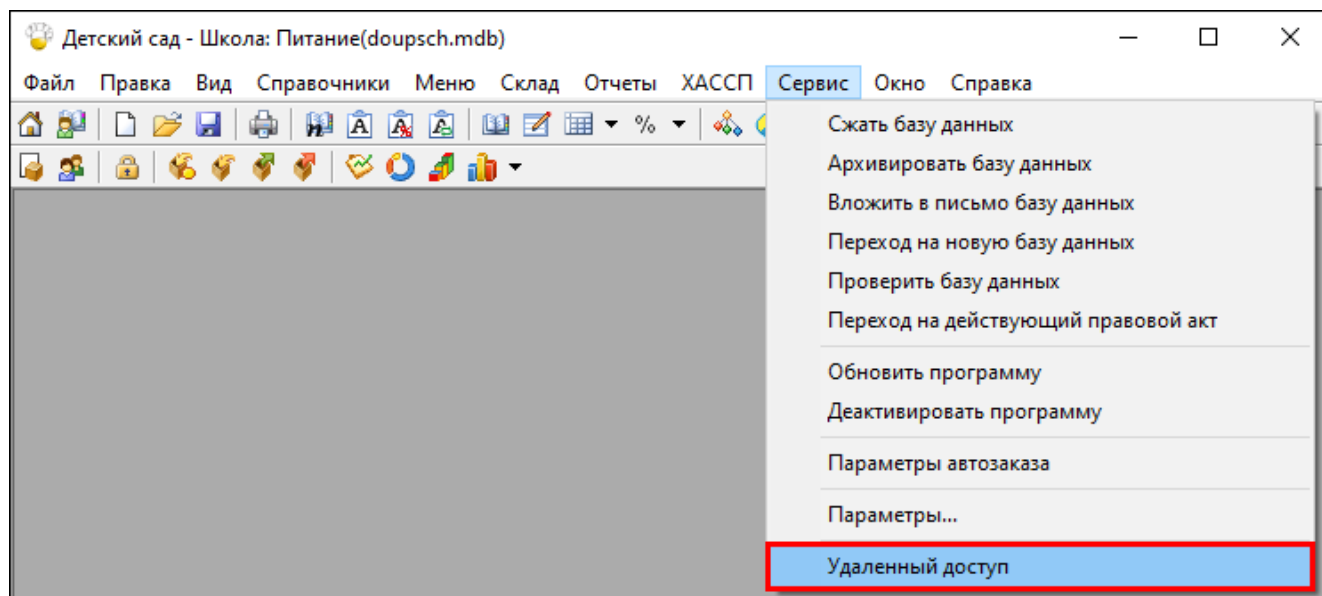 Детский сад - Школа: Питание(doupsch.mdb)
Файл Правка Вид Справочники Меню Склад Отчеты ХАССП Сервис Окно Справка
Сжать базу данных
Архивировать базу данных
Вложить в письмо базу данных
Переход на новую базу данных
Проверить базу данных
Переход на действующий правовой акт
Обновить программу
Деактивировать программу
Параметры автозаказа
Параметры...
Удаленный доступ